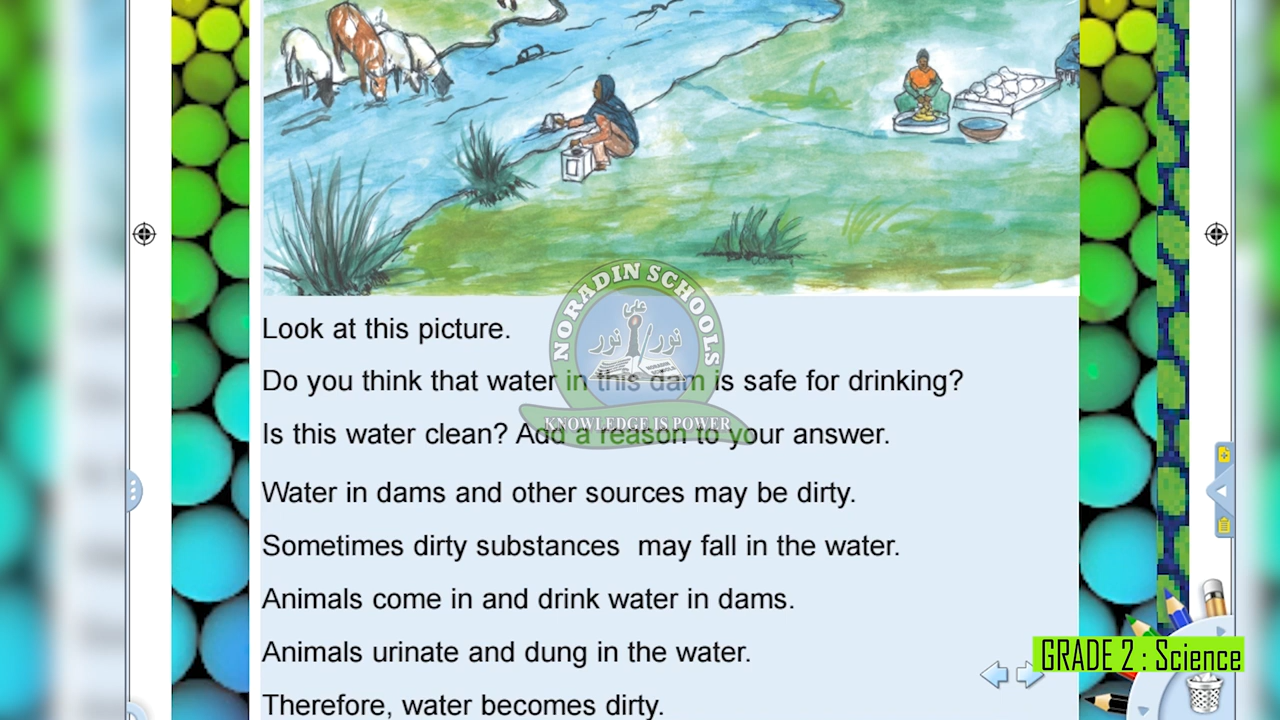 Look at this picture.
NORADIN SCHOOLS
على
نور نور
Do you think that water in this dam is safe for drinking?
KNOWLEDGE IS POWER
Is this water clean? Add a reason to your answer.
Water in dams and other sources may be dirty.
Sometimes dirty substances may fall in the water.
Animals come in and drink water in dams.
Animals urinate and dung in the water.
GRADE 2 : Science
Therefore, water becomes dirty.